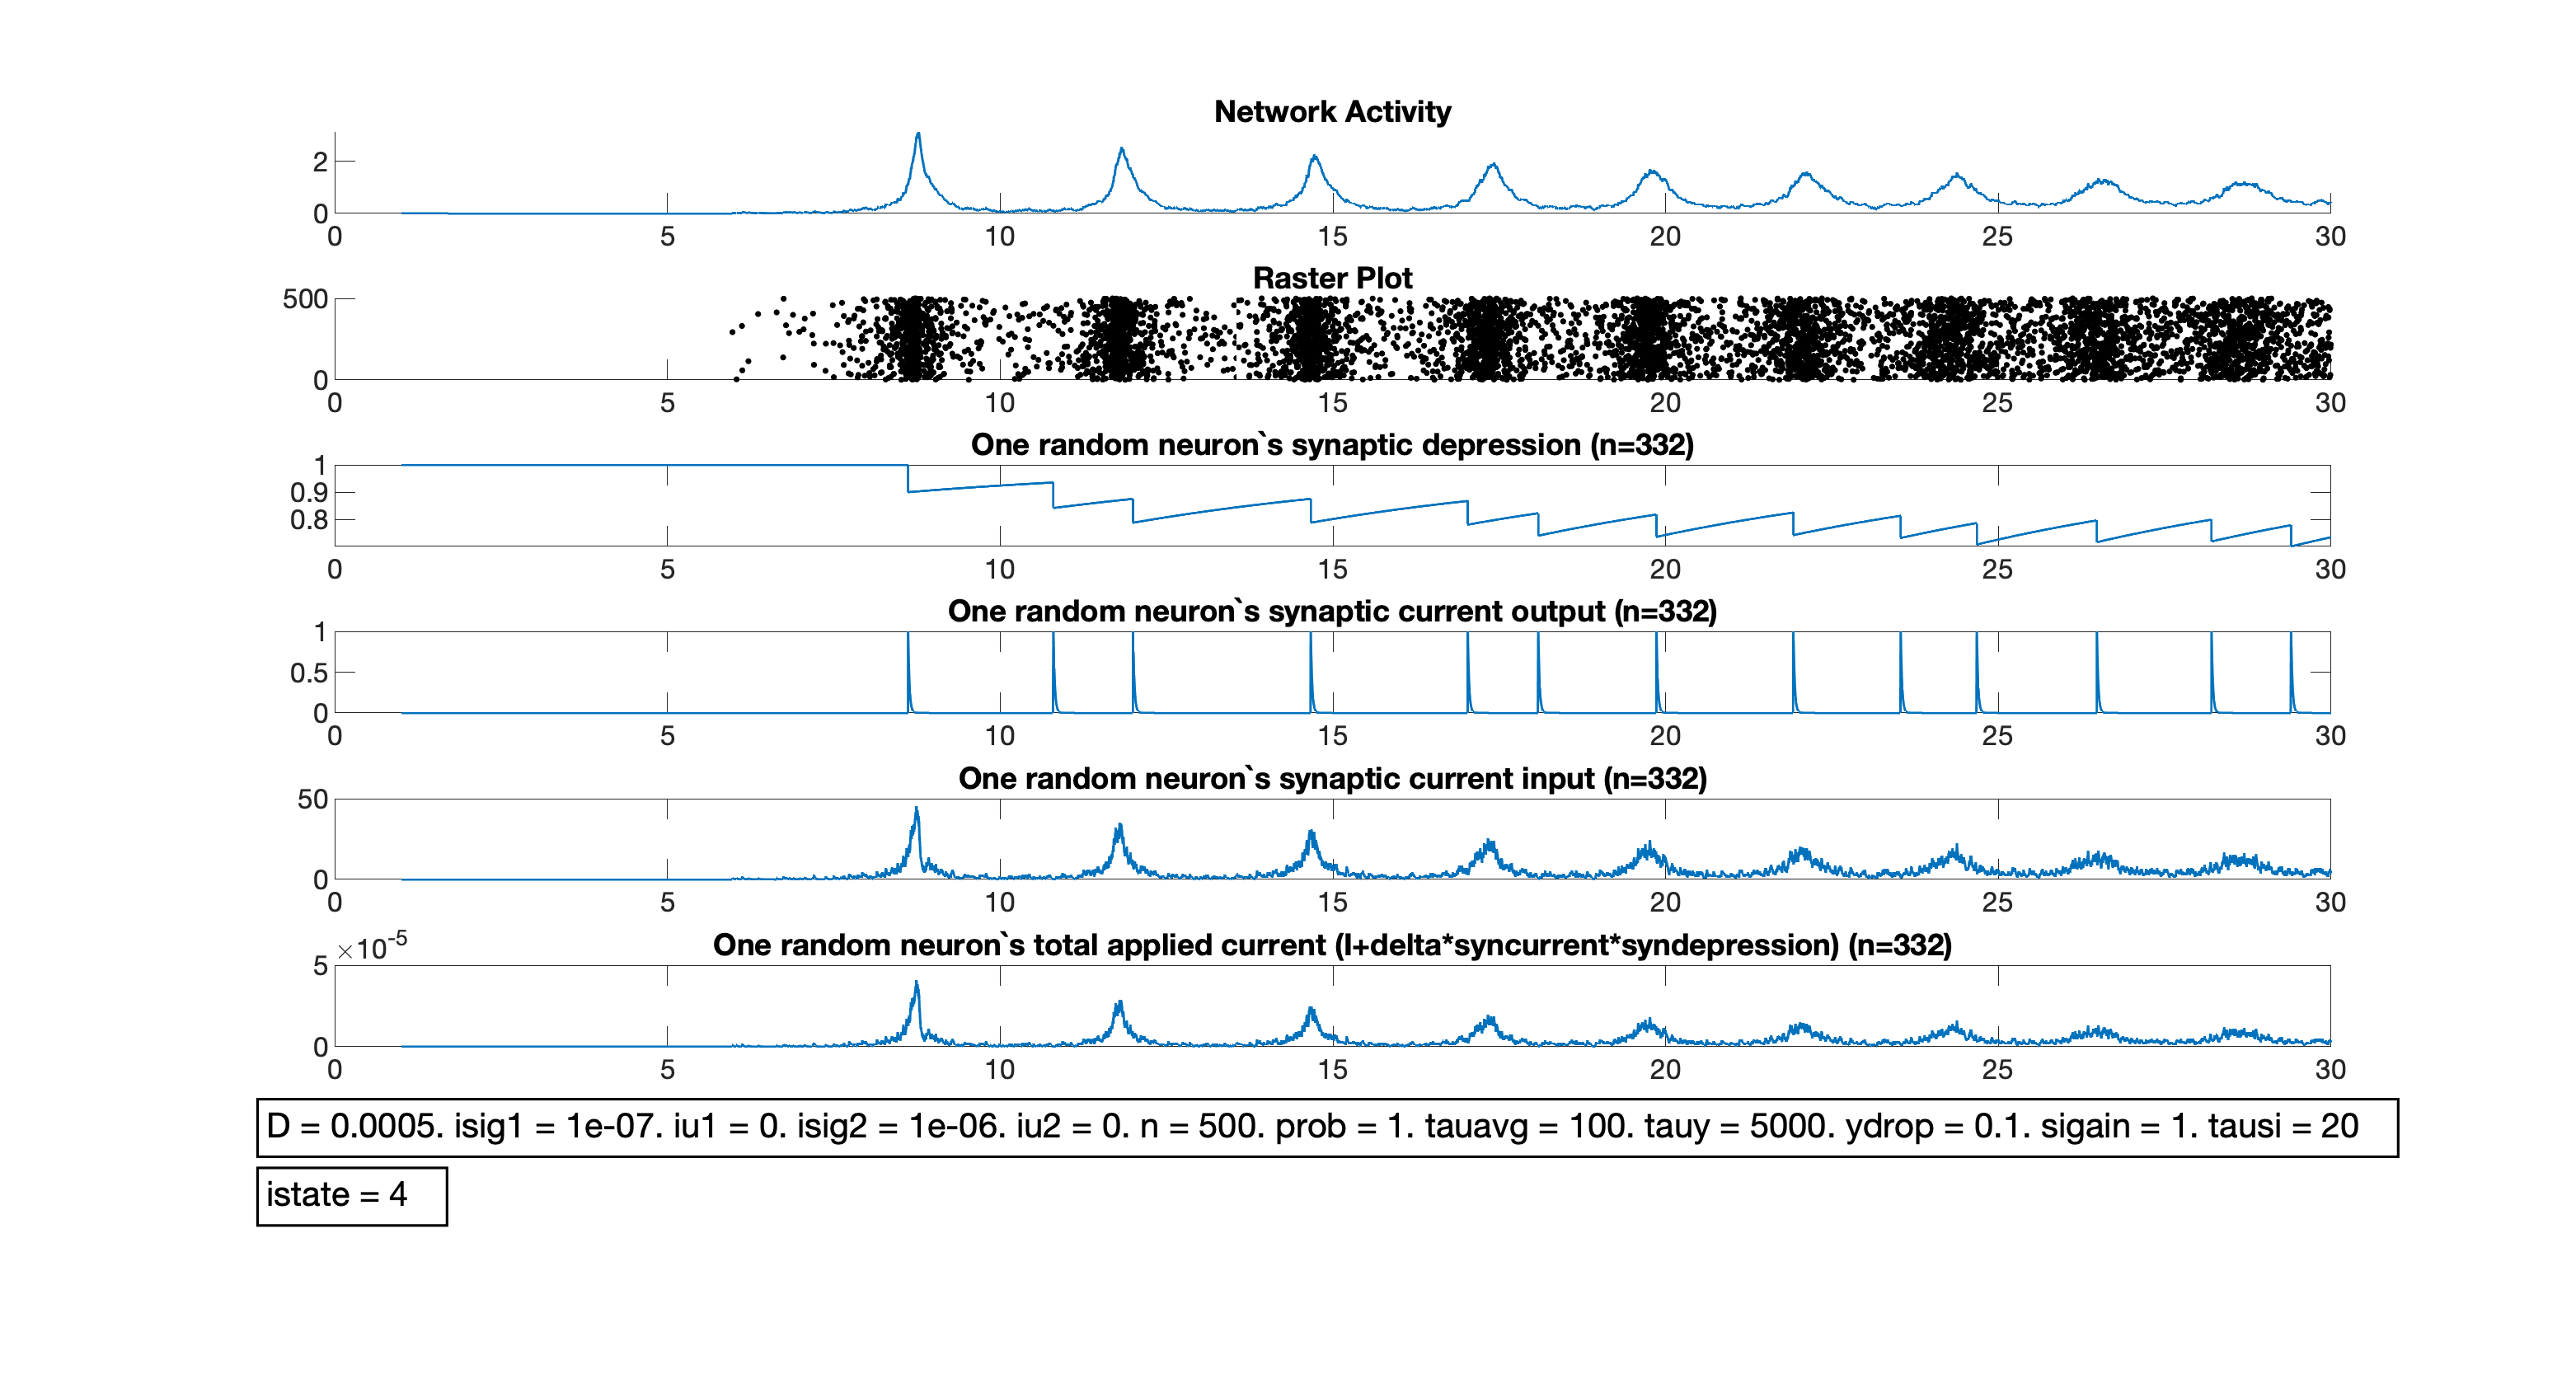 Network Activity
2
0
0 5 10 15 20 25 30
Raster Plot
500
0
0 5 10 15 20 25 30
One random neuron`s synaptic depression (n=332)
1
0.9
0.8
0 5 10 15 20 25 30
One random neuron`s synaptic current output (n=332)
1
0.5
0
0 5 10 15 20 25 30
One random neuron`s synaptic current input (n=332)
50
0
0 5 10 15 20 25 30
×10⁻⁵
One random neuron`s total applied current (I+delta*syncurrent*syndepression) (n=332)
5
0
0 5 10 15 20 25 30
D = 0.0005. isig1 = 1e-07. iu1 = 0. isig2 = 1e-06. iu2 = 0. n = 500. prob = 1. tauavg = 100. tauy = 5000. ydrop = 0.1. sigain = 1. tausi = 20
istate = 4